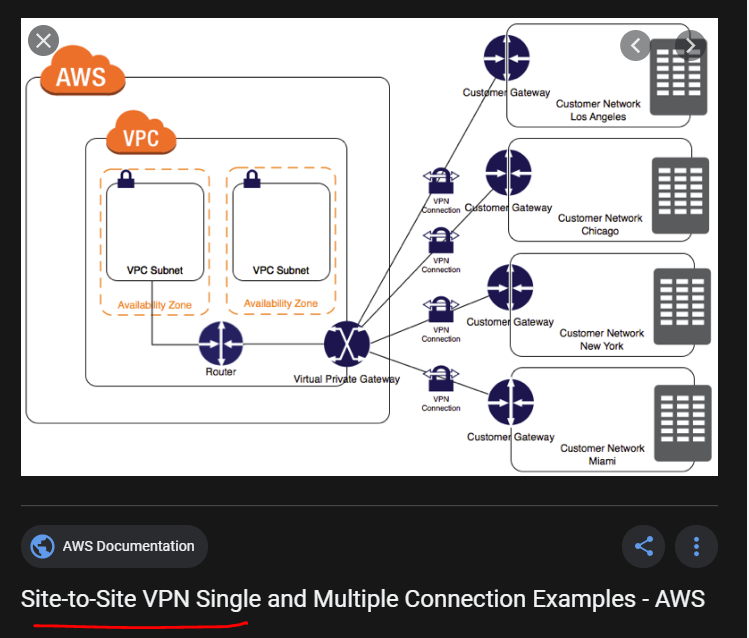 AWS
VPC
VPC Subnet
VPC Subnet
Availability Zone
Availability Zone
Router
Virtual Private Gateway
VPN
Connection
VPN
Connection
VPN
Connection
VPN
Connection
Customer Gateway
Customer Network
Los Angeles
Customer Gateway
Customer Network
Chicago
Customer Gateway
Customer Network
New York
Customer Gateway
Customer Network
Miami
AWS Documentation
Site-to-Site VPN Single and Multiple Connection Examples - AWS